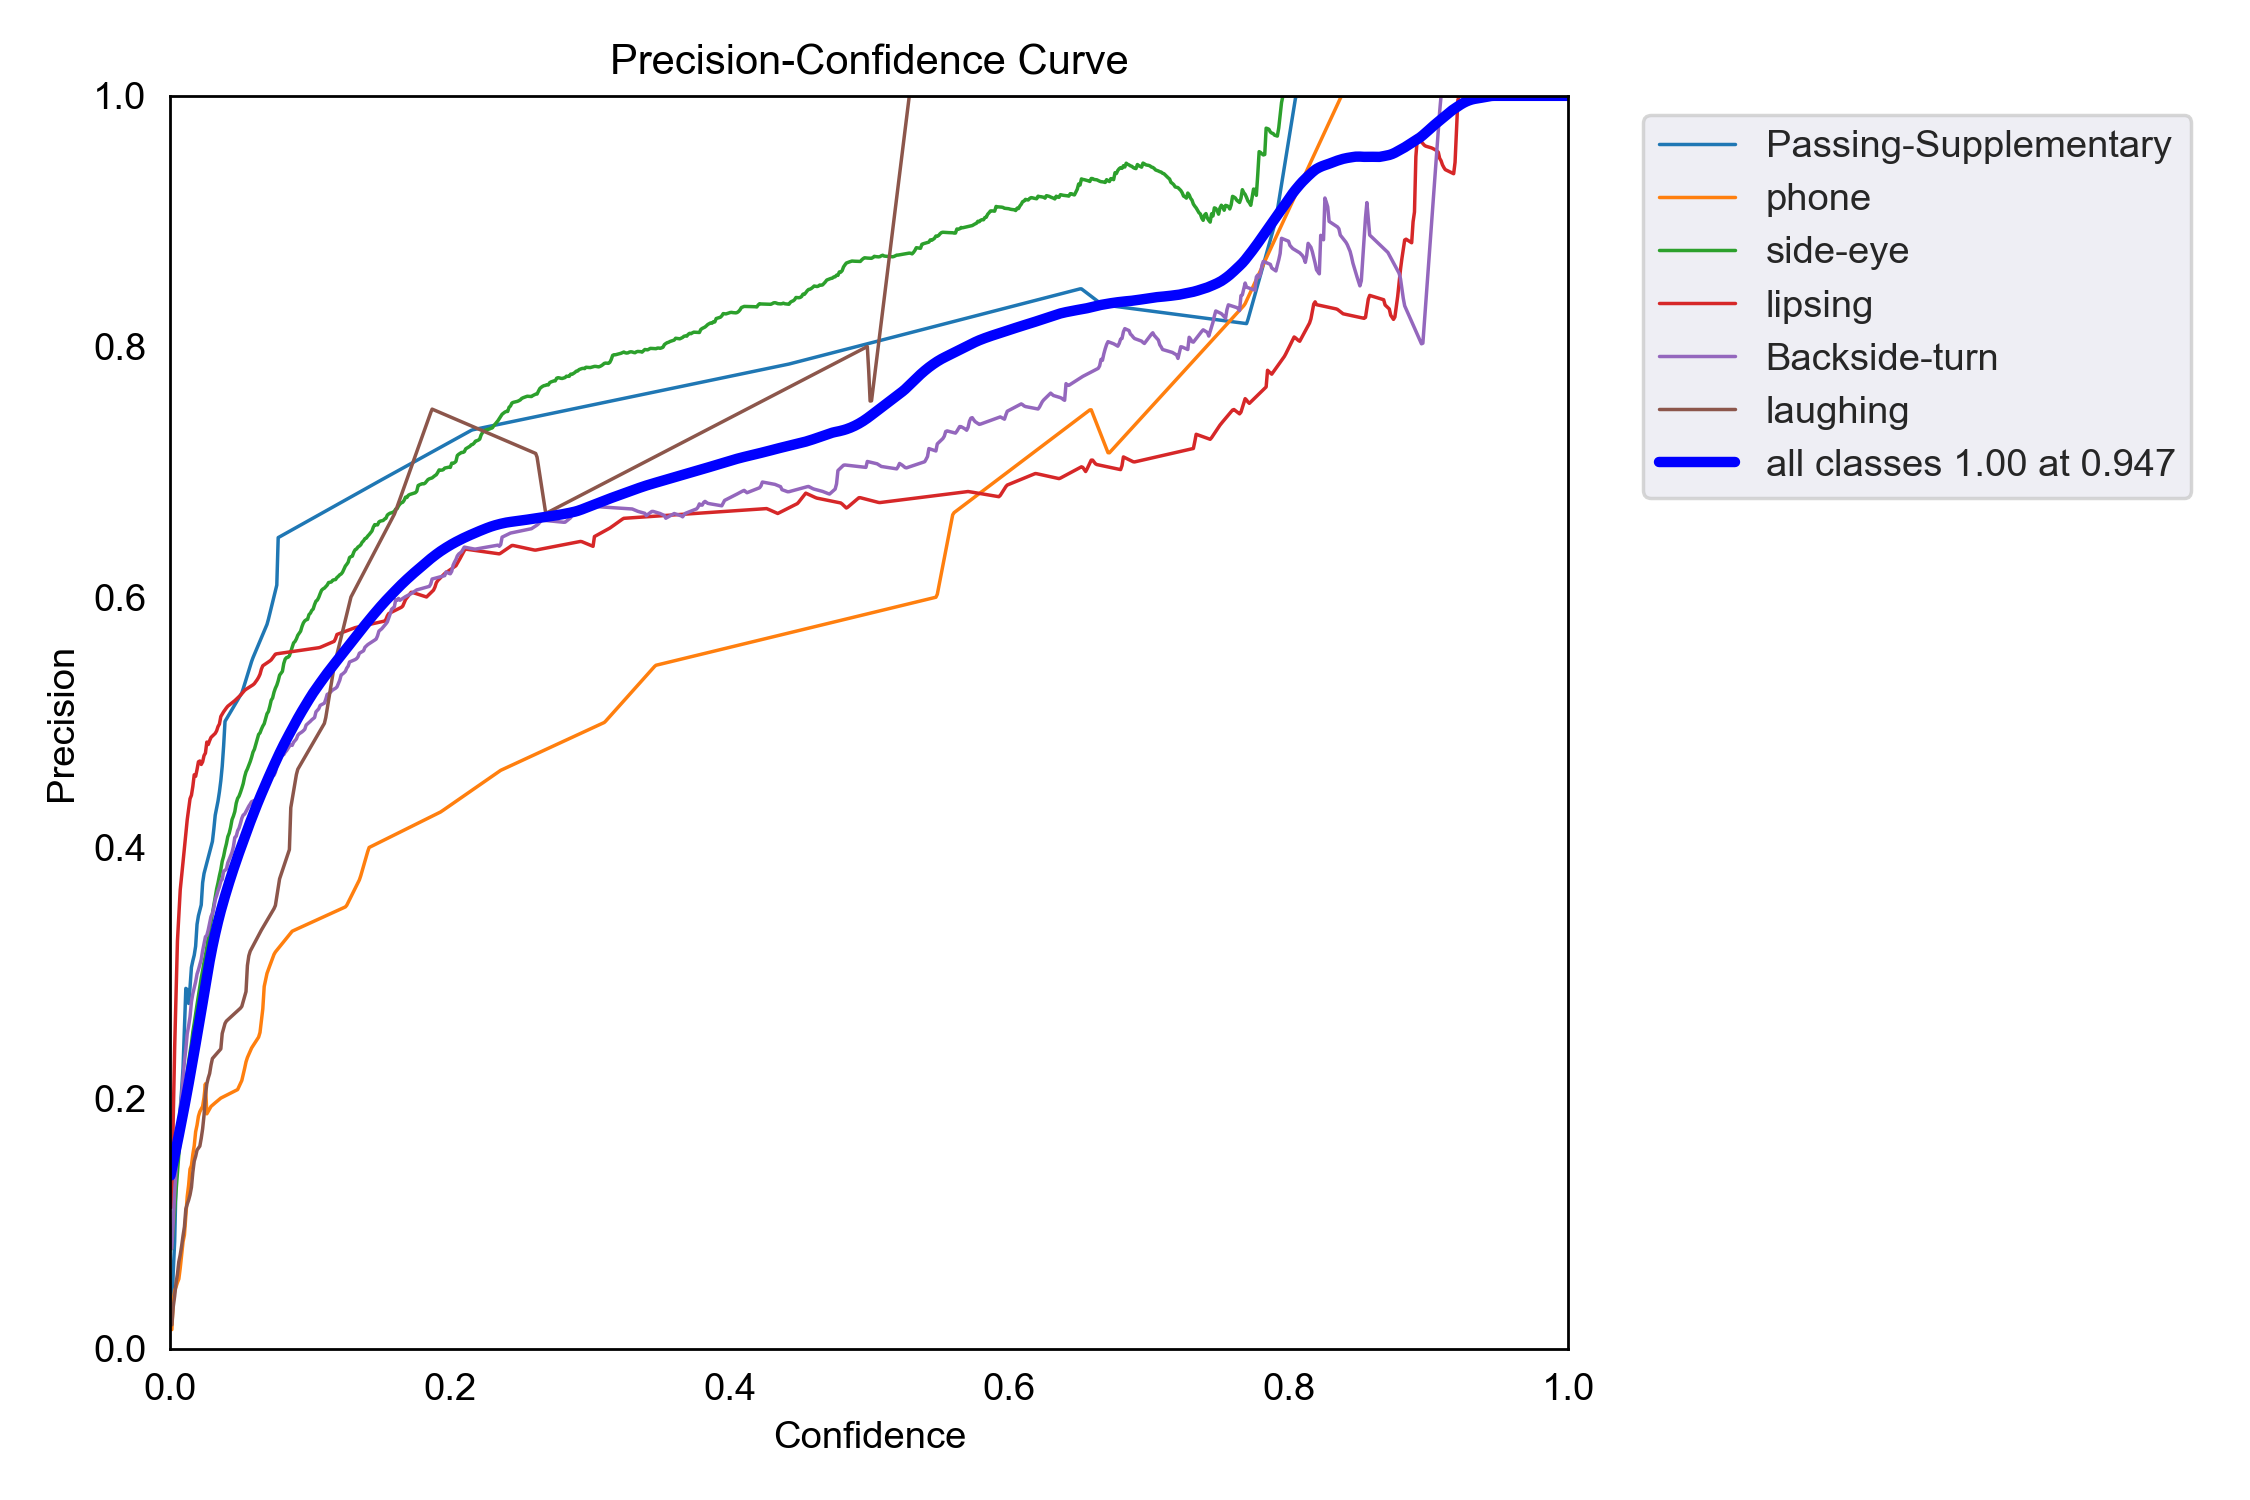 Precision-Confidence Curve
1.0
0.8
0.6
0.4
0.2
0.0
Precision
0.0 0.2 0.4 0.6 0.8 1.0
Confidence
Passing-Supplementary
phone
side-eye
lipsing
Backside-turn
laughing
all classes 1.00 at 0.947